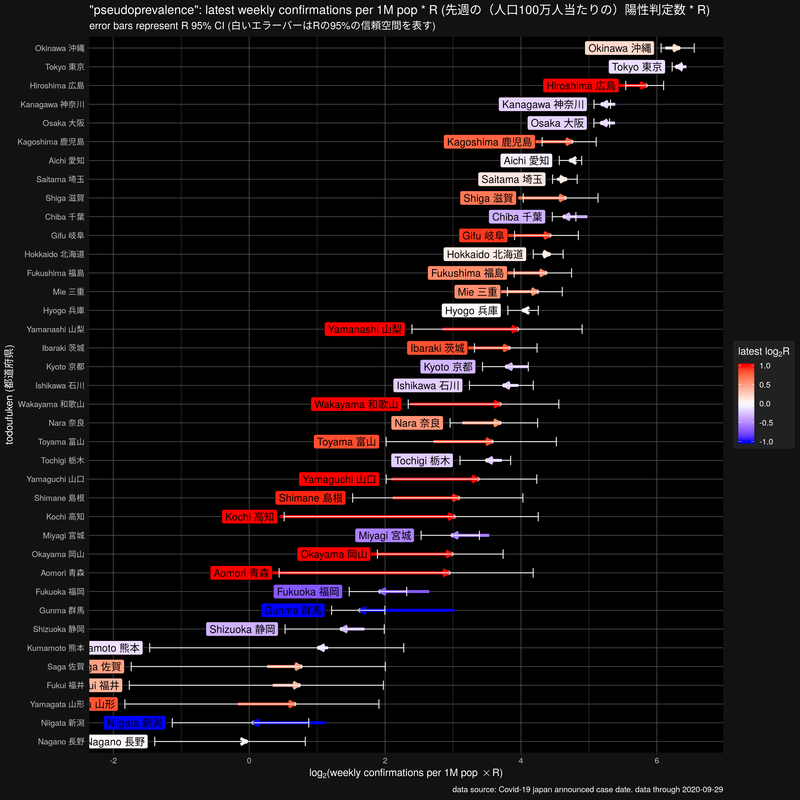 "pseudoprevalence": latest weekly confirmations per 1M pop * R (先週の（人口100万人当たりの）陽性判定数 * R)
error bars represent R 95% CI (白いエラーバーはRの95%の信頼空間を表す)
todoufuken (都道府県)
Okinawa 沖縄
Okinawa 沖縄
Tokyo 東京
Tokyo 東京
Hiroshima 広島
Hiroshima 広島
Kanagawa 神奈川
Kanagawa 神奈川
Osaka 大阪
Osaka 大阪
Kagoshima 鹿児島
Kagoshima 鹿児島
Aichi 愛知
Aichi 愛知
Saitama 埼玉
Saitama 埼玉
Shiga 滋賀
Shiga 滋賀
Chiba 千葉
Chiba 千葉
Gifu 岐阜
Gifu 岐阜
Hokkaido 北海道
Hokkaido 北海道
Fukushima 福島
Fukushima 福島
Mie 三重
Mie 三重
Hyogo 兵庫
Hyogo 兵庫
Yamanashi 山梨
Yamanashi 山梨
Ibaraki 茨城
Ibaraki 茨城
Kyoto 京都
Kyoto 京都
Ishikawa 石川
Ishikawa 石川
Wakayama 和歌山
Wakayama 和歌山
Nara 奈良
Nara 奈良
Toyama 富山
Toyama 富山
Tochigi 栃木
Tochigi 栃木
Yamaguchi 山口
Yamaguchi 山口
Shimane 島根
Shimane 島根
Kochi 高知
Kochi 高知
Miyagi 宮城
Miyagi 宮城
Okayama 岡山
Okayama 岡山
Aomori 青森
Aomori 青森
Fukuoka 福岡
Fukuoka 福岡
Gunma 群馬
Gunma 群馬
Shizuoka 静岡
Shizuoka 静岡
Kumamoto 熊本
amoto 熊本
Saga 佐賀
ga 佐賀
Fukui 福井
ui 福井
Yamagata 山形
山形
Niigata 新潟
Niigata 新潟
Nagano 長野
Nagano 長野
-2 0 2 4 6
log₂(weekly confirmations per 1M pop × R)
latest log₂R
1.0
0.5
0.0
-0.5
-1.0
data source: Covid-19 japan announced case date. data through 2020-09-29